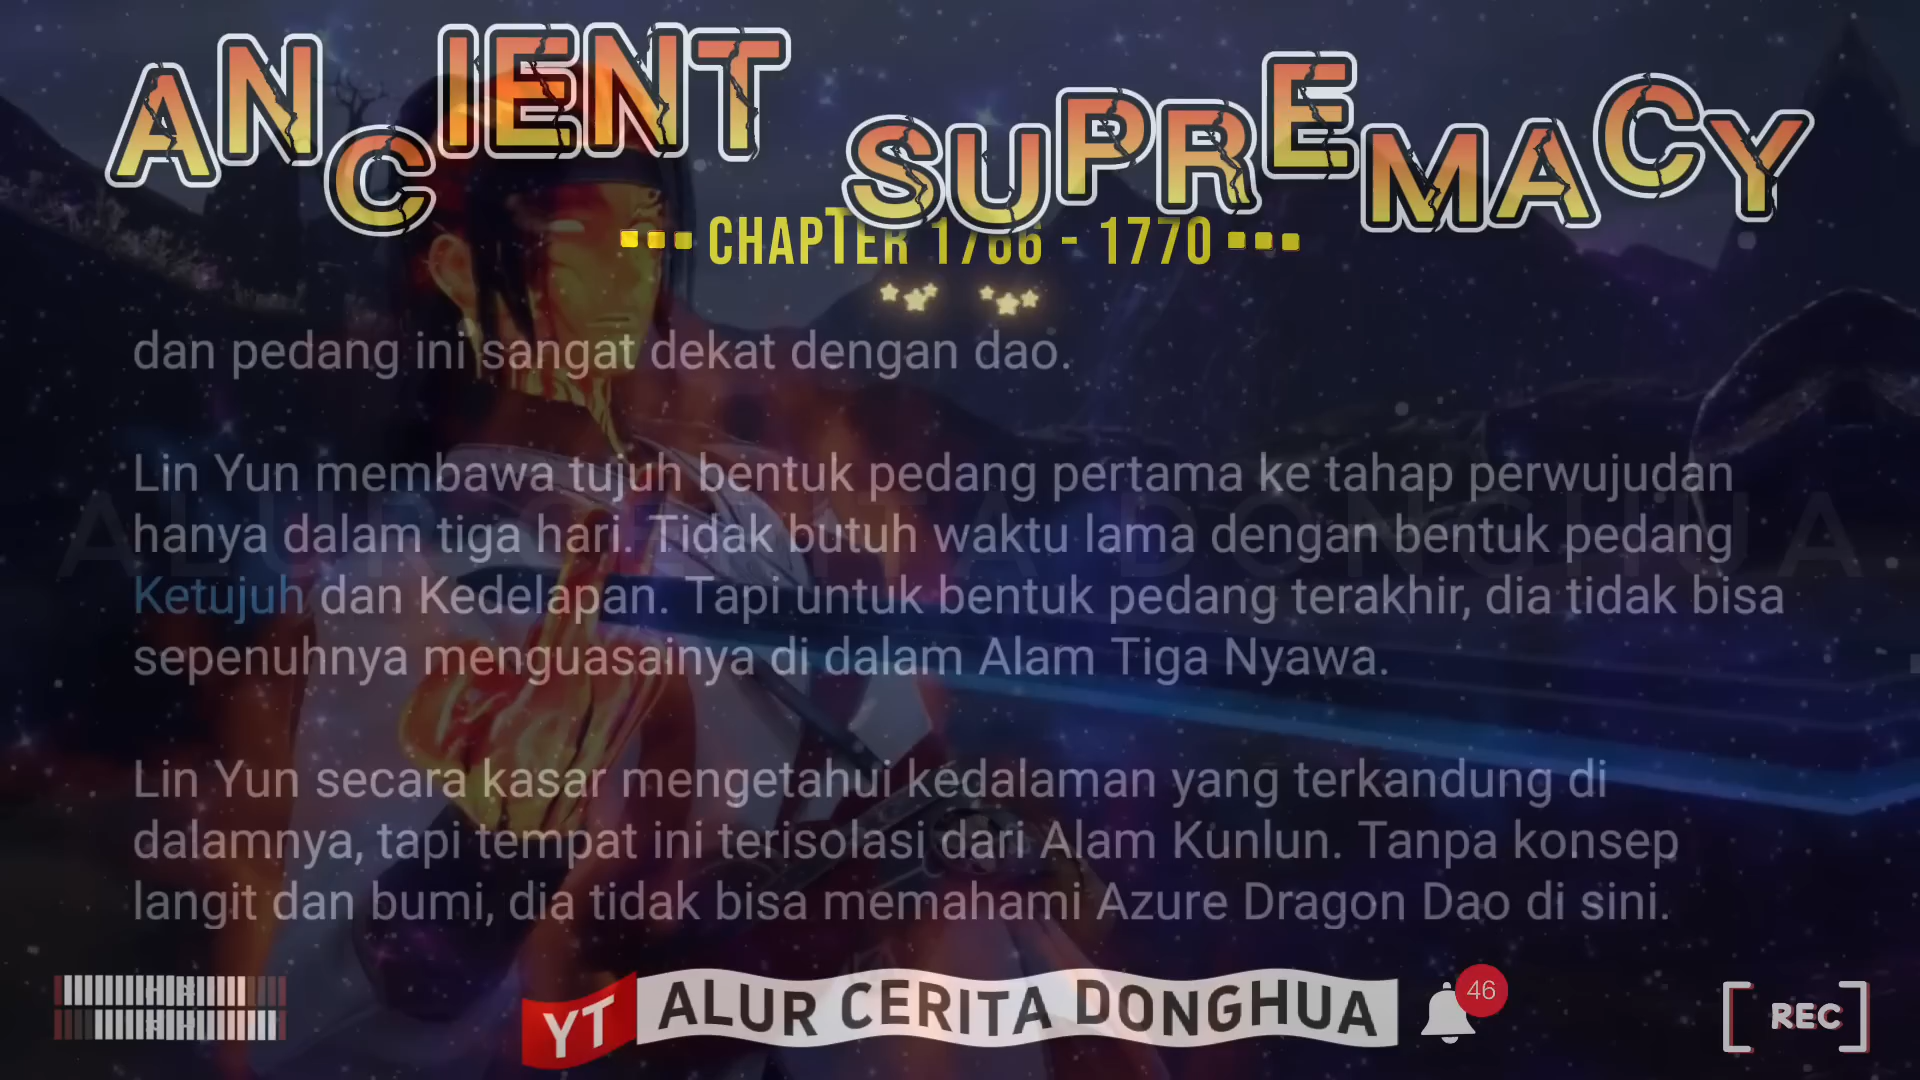 ANCIENT SUPREMACY
CHAPTER 1766 - 1770
dan pedang ini sangat dekat dengan dao.
Lin Yun membawa tujuh bentuk pedang pertama ke tahap perwujudan
hanya dalam tiga hari. Tidak butuh waktu lama dengan bentuk pedang
Ketujuh dan Kedelapan. Tapi untuk bentuk pedang terakhir, dia tidak bisa
sepenuhnya menguasainya di dalam Alam Tiga Nyawa.
Lin Yun secara kasar mengetahui kedalaman yang terkandung di
dalamnya, tapi tempat ini terisolasi dari Alam Kunlun. Tanpa konsep
langit dan bumi, dia tidak bisa memahami Azure Dragon Dao di sini.
ALUR CERITA DONGHUA
YT ALUR CERITA DONGHUA
46
REC